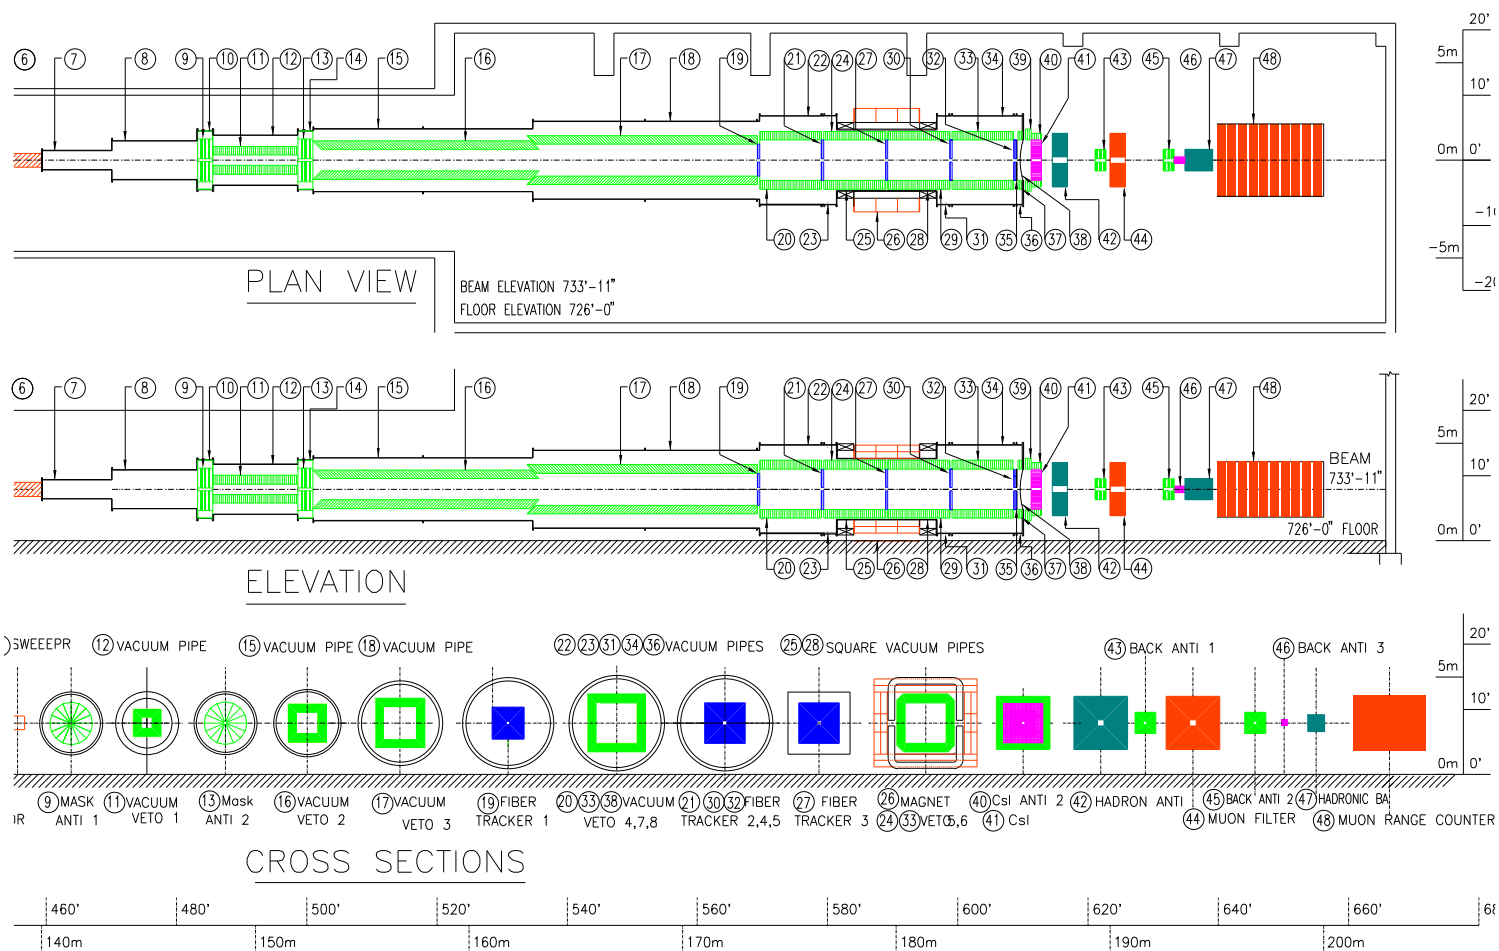 6 7 8 9 10 11 12 13 14 15 16 17 18 19 21 22 24 27 30 32 33 34 39 40 41 43 45 46 47 48
20'
5m
10'
0m 0'
20 23 25 26 28 29 31 35 36 37 38 42 44
-10
-5m
-20
PLAN VIEW
BEAM ELEVATION 733'-11"
FLOOR ELEVATION 726'-0"
6 7 8 9 10 11 12 13 14 15 16 17 18 19 21 22 24 27 30 32 33 34 39 40 41 43 45 46 47 48
20'
5m
10'
BEAM
733'-11"
726'-0" FLOOR
0m 0'
20 23 25 26 28 29 31 35 36 37 38 42 44
ELEVATION
SWEEEPR
12 VACUUM PIPE
15 VACUUM PIPE
18 VACUUM PIPE
22 23 31 34 36 VACUUM PIPES
25 28 SQUARE VACUUM PIPES
43 BACK ANTI 1
46 BACK ANTI 3
20'
5m
10'
0m 0'
9 MASK
ANTI 1
11 VACUUM
VETO 1
13 Mask
ANTI 2
16 VACUUM
VETO 2
17 VACUUM
VETO 3
19 FIBER
TRACKER 1
20 33 38 VACUUM
VETO 4,7,8
21 30 32 FIBER
TRACKER 2,4,5
27 FIBER
TRACKER 3
26 MAGNET
24 33 VETO 5,6
40 CsI ANTI 2
41 CsI
42 HADRON ANTI
44 MUON FILTER
45 BACK ANTI 2
47 HADRONIC BA
48 MUON RANGE COUNTER
CROSS SECTIONS
460' 480' 500' 520' 540' 560' 580' 600' 620' 640' 660'
140m 150m 160m 170m 180m 190m 200m